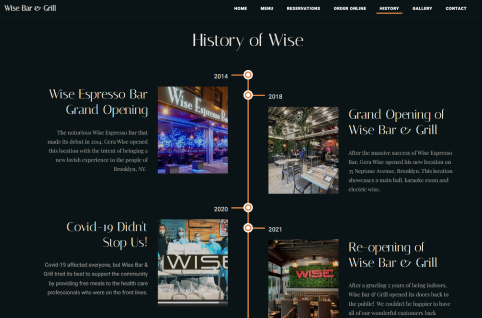 Wise Bar & Grill
HOME
MENU
RESERVATIONS
ORDER ONLINE
HISTORY
GALLERY
CONTACT
History of Wise
2014
Wise Espresso Bar
Grand Opening
The notorious Wise Espresso Bar that
made its debut in 2014, Gera Wise opened
this location with the intent of bringing a
new lavish experience to the people of
Brooklyn, NY.
Wise Espresso Bar
2018
Grand Opening of
Wise Bar & Grill
After the massive success of Wise Espresso
Bar, Gera Wise opened his new location on
35 Neptune Avenue, Brooklyn. This location
showcases a main hall, karaoke room and
electric wise.
2020
Covid-19 Didn't
Stop Us!
Covid-19 affected everyone, but Wise Bar &
Grill tried its best to support the community
by providing free meals to the health care
professionals who were on the front lines.
WISE
2021
Re-opening of
Wise Bar & Grill
After a grueling 2 years of being indoors,
Wise Bar & Grill opened its doors back to
the public! We couldn't be happier to have
all of our wonderful customers back
WISE